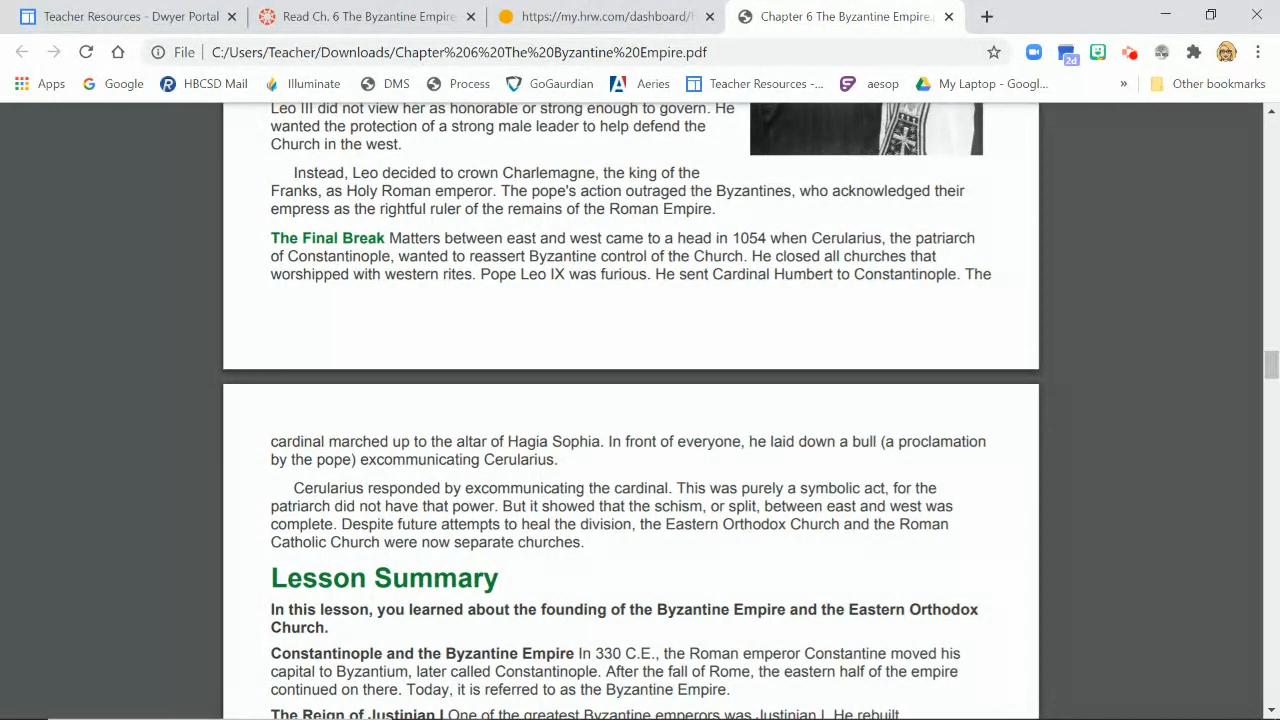 Teacher Resources - Dwyer Portal
Read Ch. 6 The Byzantine Empire
https://my.hrw.com/dashboard/
Chapter 6 The Byzantine Empire.
File
C:/Users/Teacher/Downloads/Chapter%206%20The%20Byzantine%20Empire.pdf
2d
Apps
Google
HBCSD Mail
Illuminate
DMS
Process
GoGaurdian
Aeries
Teacher Resources -...
aesop
My Laptop - Googl...
»
Other bookmarks
Leo III did not view her as honorable or strong enough to govern. He
wanted the protection of a strong male leader to help defend the
Church in the west.
Instead, Leo decided to crown Charlemagne, the king of the
Franks, as Holy Roman emperor. The pope's action outraged the Byzantines, who acknowledged their
empress as the rightful ruler of the remains of the Roman Empire.
The Final Break Matters between east and west came to a head in 1054 when Cerularius, the patriarch
of Constantinople, wanted to reassert Byzantine control of the Church. He closed all churches that
worshipped with western rites. Pope Leo IX was furious. He sent Cardinal Humbert to Constantinople. The
cardinal marched up to the altar of Hagia Sophia. In front of everyone, he laid down a bull (a proclamation
by the pope) excommunicating Cerularius.
Cerularius responded by excommunicating the cardinal. This was purely a symbolic act, for the
patriarch did not have that power. But it showed that the schism, or split, between east and west was
complete. Despite future attempts to heal the division, the Eastern Orthodox Church and the Roman
Catholic Church were now separate churches.
Lesson Summary
In this lesson, you learned about the founding of the Byzantine Empire and the Eastern Orthodox
Church.
Constantinople and the Byzantine Empire In 330 C.E., the Roman emperor Constantine moved his
capital to Byzantium, later called Constantinople. After the fall of Rome, the eastern half of the empire
continued on there. Today, it is referred to as the Byzantine Empire.
The Reign of Justinian I One of the greatest Byzantine emperors was Justinian I. He rebuilt